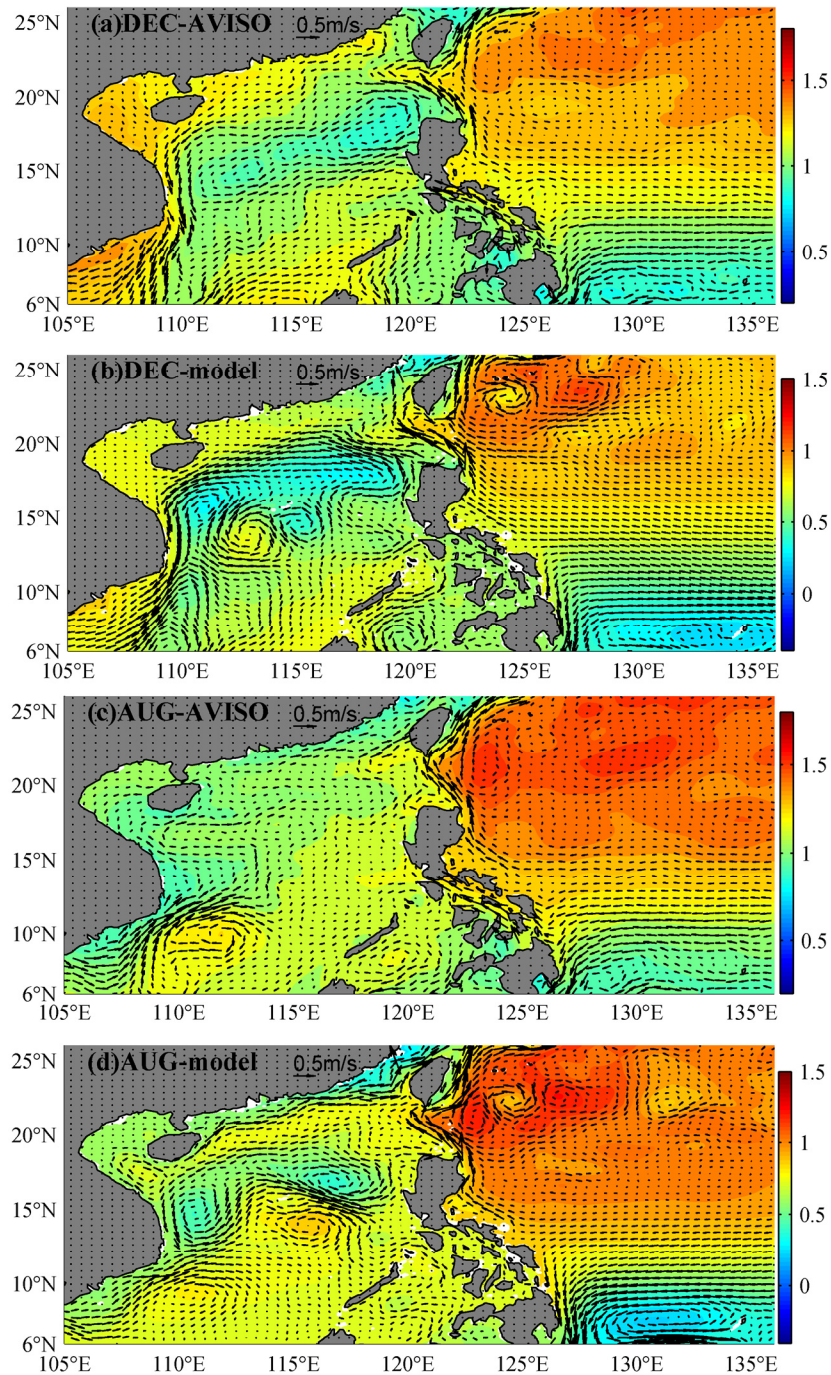 (a)DEC-AVISO 0.5m/s
25°N
20°N
15°N
10°N
6°N
105°E 110°E 115°E 120°E 125°E 130°E 135°E
1.5
1
0.5
(b)DEC-model 0.5m/s
25°N
20°N
15°N
10°N
6°N
105°E 110°E 115°E 120°E 125°E 130°E 135°E
1.5
1
0.5
0
(c)AUG-AVISO 0.5m/s
25°N
20°N
15°N
10°N
6°N
105°E 110°E 115°E 120°E 125°E 130°E 135°E
1.5
1
0.5
(d)AUG-model 0.5m/s
25°N
20°N
15°N
10°N
6°N
105°E 110°E 115°E 120°E 125°E 130°E 135°E
1.5
1
0.5
0